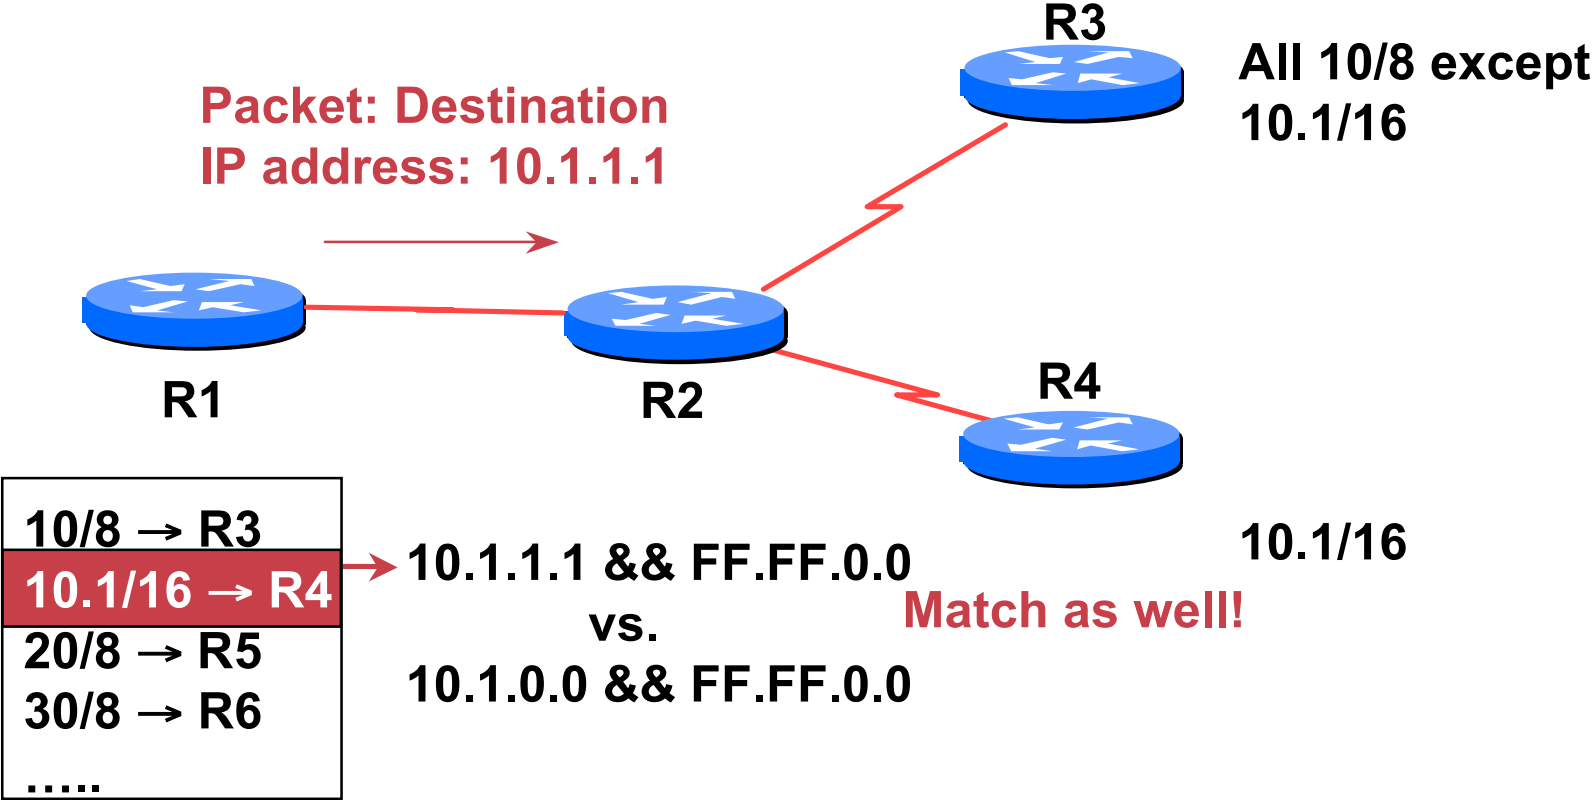 R3
All 10/8 except
10.1/16
Packet: Destination
IP address: 10.1.1.1
R1
R2
R4
10.1/16
10/8 → R3
10.1/16 → R4
20/8 → R5
30/8 → R6
…..
10.1.1.1 && FF.FF.0.0
vs.
10.1.0.0 && FF.FF.0.0
Match as well!